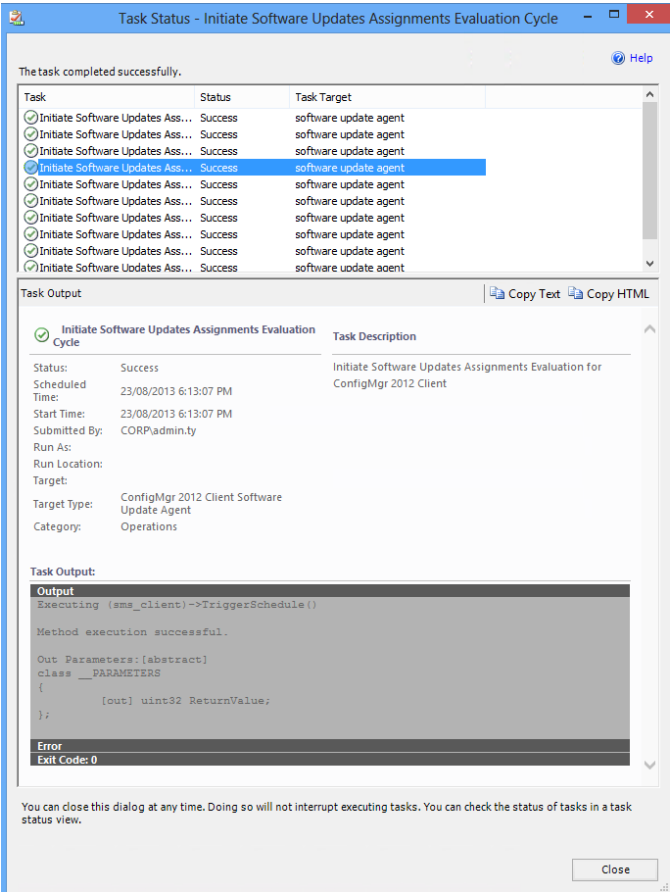 Task Status - Initiate Software Updates Assignments Evaluation Cycle
Help
The task completed successfully.
Task Status Task Target
Initiate Software Updates Ass... Success software update agent
Initiate Software Updates Ass... Success software update agent
Initiate Software Updates Ass... Success software update agent
Initiate Software Updates Ass... Success software update agent
Initiate Software Updates Ass... Success software update agent
Initiate Software Updates Ass... Success software update agent
Initiate Software Updates Ass... Success software update agent
Initiate Software Updates Ass... Success software update agent
Initiate Software Updates Ass... Success software update agent
Initiate Software Updates Ass... Success software update agent
Task Output Copy Text Copy HTML
Initiate Software Updates Assignments Evaluation
Cycle
Task Description
Status: Success
Initiate Software Updates Assignments Evaluation for
ConfigMgr 2012 Client
Scheduled
Time: 23/08/2013 6:13:07 PM
Start Time: 23/08/2013 6:13:07 PM
Submitted By: CORP\admin.ty
Run As:
Run Location:
Target:
Target Type: ConfigMgr 2012 Client Software
Update Agent
Category: Operations
Task Output:
Output
Executing (sms_client)->TriggerSchedule()
Method execution successful.
Out Parameters:[abstract]
class __PARAMETERS
{
[out] uint32 ReturnValue;
};
Error
Exit Code: 0
You can close this dialog at any time. Doing so will not interrupt executing tasks. You can check the status of tasks in a task
status view.
Close